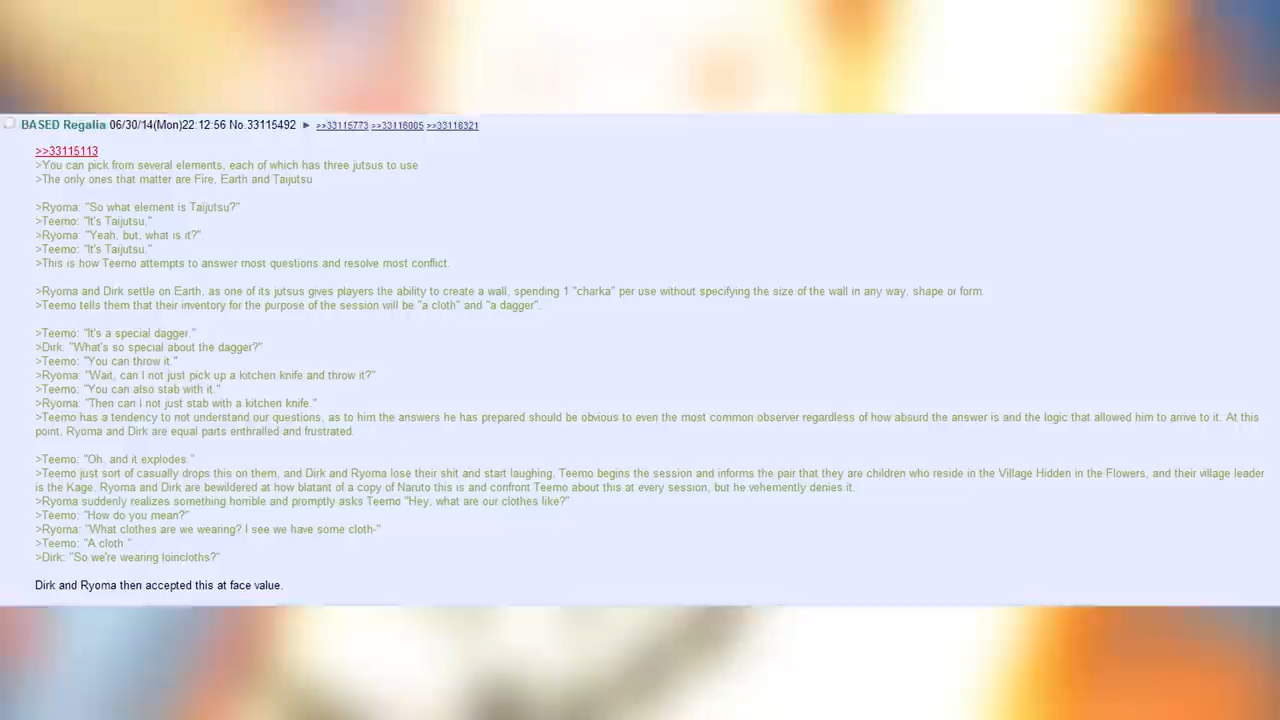 BASED Regalia 06/30/14(Mon)22:12:56 No.33115492 ▶ >>33115773 >>33116005 >>33116321
>>33115113
>You can pick from several elements, each of which has three jutsus to use
>The only ones that matter are Fire, Earth and Taijutsu
>Ryoma: "So what element is Taijutsu?"
>Teemo: "It's Taijutsu."
>Ryoma: "Yeah, but, what is it?"
>Teemo: "It's Taijutsu."
>This is how Teemo attempts to answer most questions and resolve most conflict.
>Ryoma and Dirk settle on Earth, as one of its jutsus gives players the ability to create a wall, spending 1 "charka" per use without specifying the size of the wall in any way, shape or form.
>Teemo tells them that their inventory for the purpose of the session will be "a cloth" and "a dagger".
>Teemo: "It's a special dagger."
>Dirk: "What's so special about the dagger?"
>Teemo: "You can throw it."
>Ryoma: "Wait, can I not just pick up a kitchen knife and throw it?"
>Teemo: "You can also stab with it."
>Ryoma: "Then can I not just stab with a kitchen knife."
>Teemo has a tendency to not understand our questions, as to him the answers he has prepared should be obvious to even the most common observer regardless of how absurd the answer is and the logic that allowed him to arrive to it. At this
point, Ryoma and Dirk are equal parts enthralled and frustrated.
>Teemo: "Oh, and it explodes."
>Teemo just sort of casually drops this on them, and Dirk and Ryoma lose their shit and start laughing, Teemo begins the session and informs the pair that they are children who reside in the Village Hidden in the Flowers, and their village leader
is the Kage. Ryoma and Dirk are bewildered at how blatant of a copy of Naruto this is and confront Teemo about this at every session, but he vehemently denies it.
>Ryoma suddenly realizes something horrible and promptly asks Teemo "Hey, what are our clothes like?"
>Teemo: "How do you mean?"
>Ryoma: "What clothes are we wearing? I see we have some cloth-"
>Teemo: "A cloth "
>Dirk: "So we're wearing loincloths?"
Dirk and Ryoma then accepted this at face value.